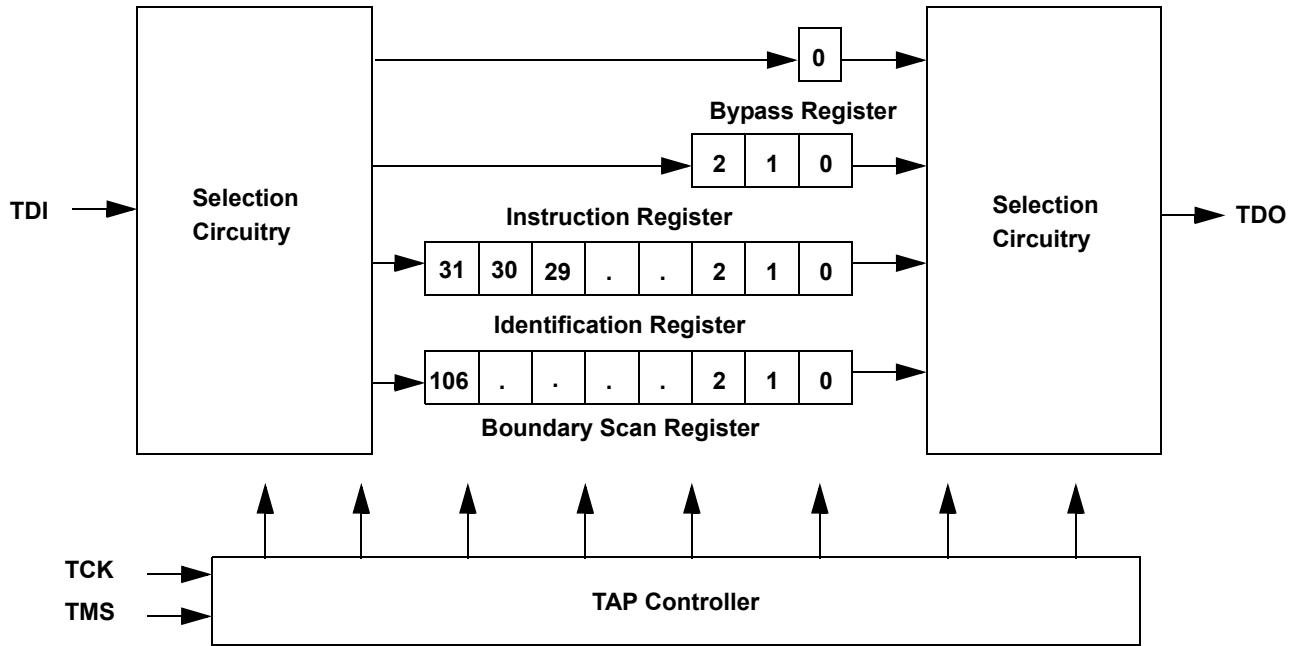 0
Bypass Register
2 1 0
Selection
Circuitry
TDI
Instruction Register
Selection
Circuitry
TDO
31 30 29 . . 2 1 0
Identification Register
106 . . . . 2 1 0
Boundary Scan Register
TCK
TMS
TAP Controller